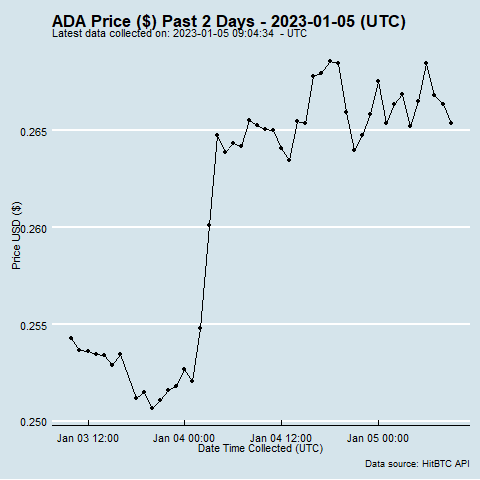 ADA Price ($) Past 2 Days - 2023-01-05 (UTC)
Latest data collected on: 2023-01-05 09:04:34 - UTC
Price USD ($)
0.265
0.260
0.255
0.250
Jan 03 12:00 Jan 04 00:00 Jan 04 12:00 Jan 05 00:00
Date Time Collected (UTC)
Data source: HitBTC API